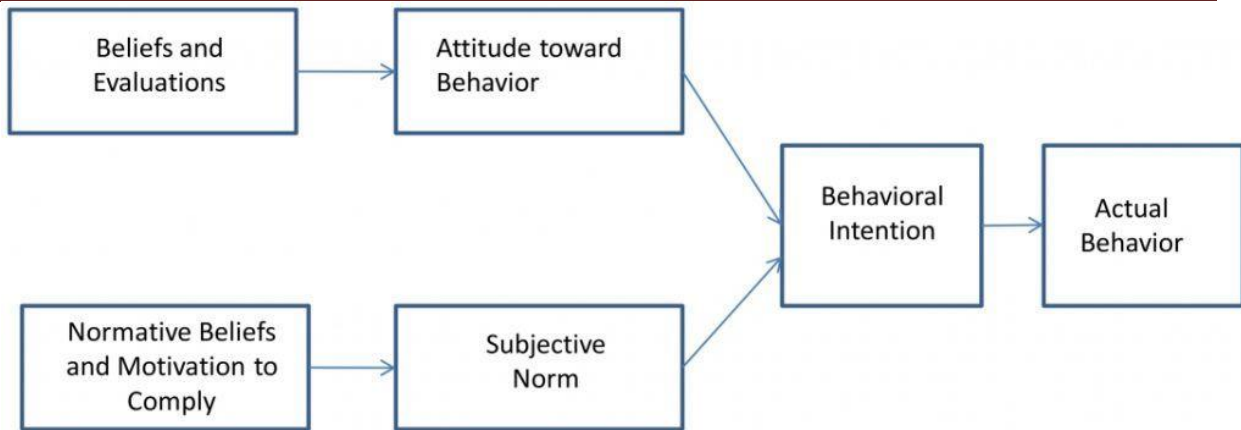 Beliefs and
Evaluations
Attitude toward
Behavior
Behavioral
Intention
Actual
Behavior
Normative Beliefs
and Motivation to
Comply
Subjective
Norm